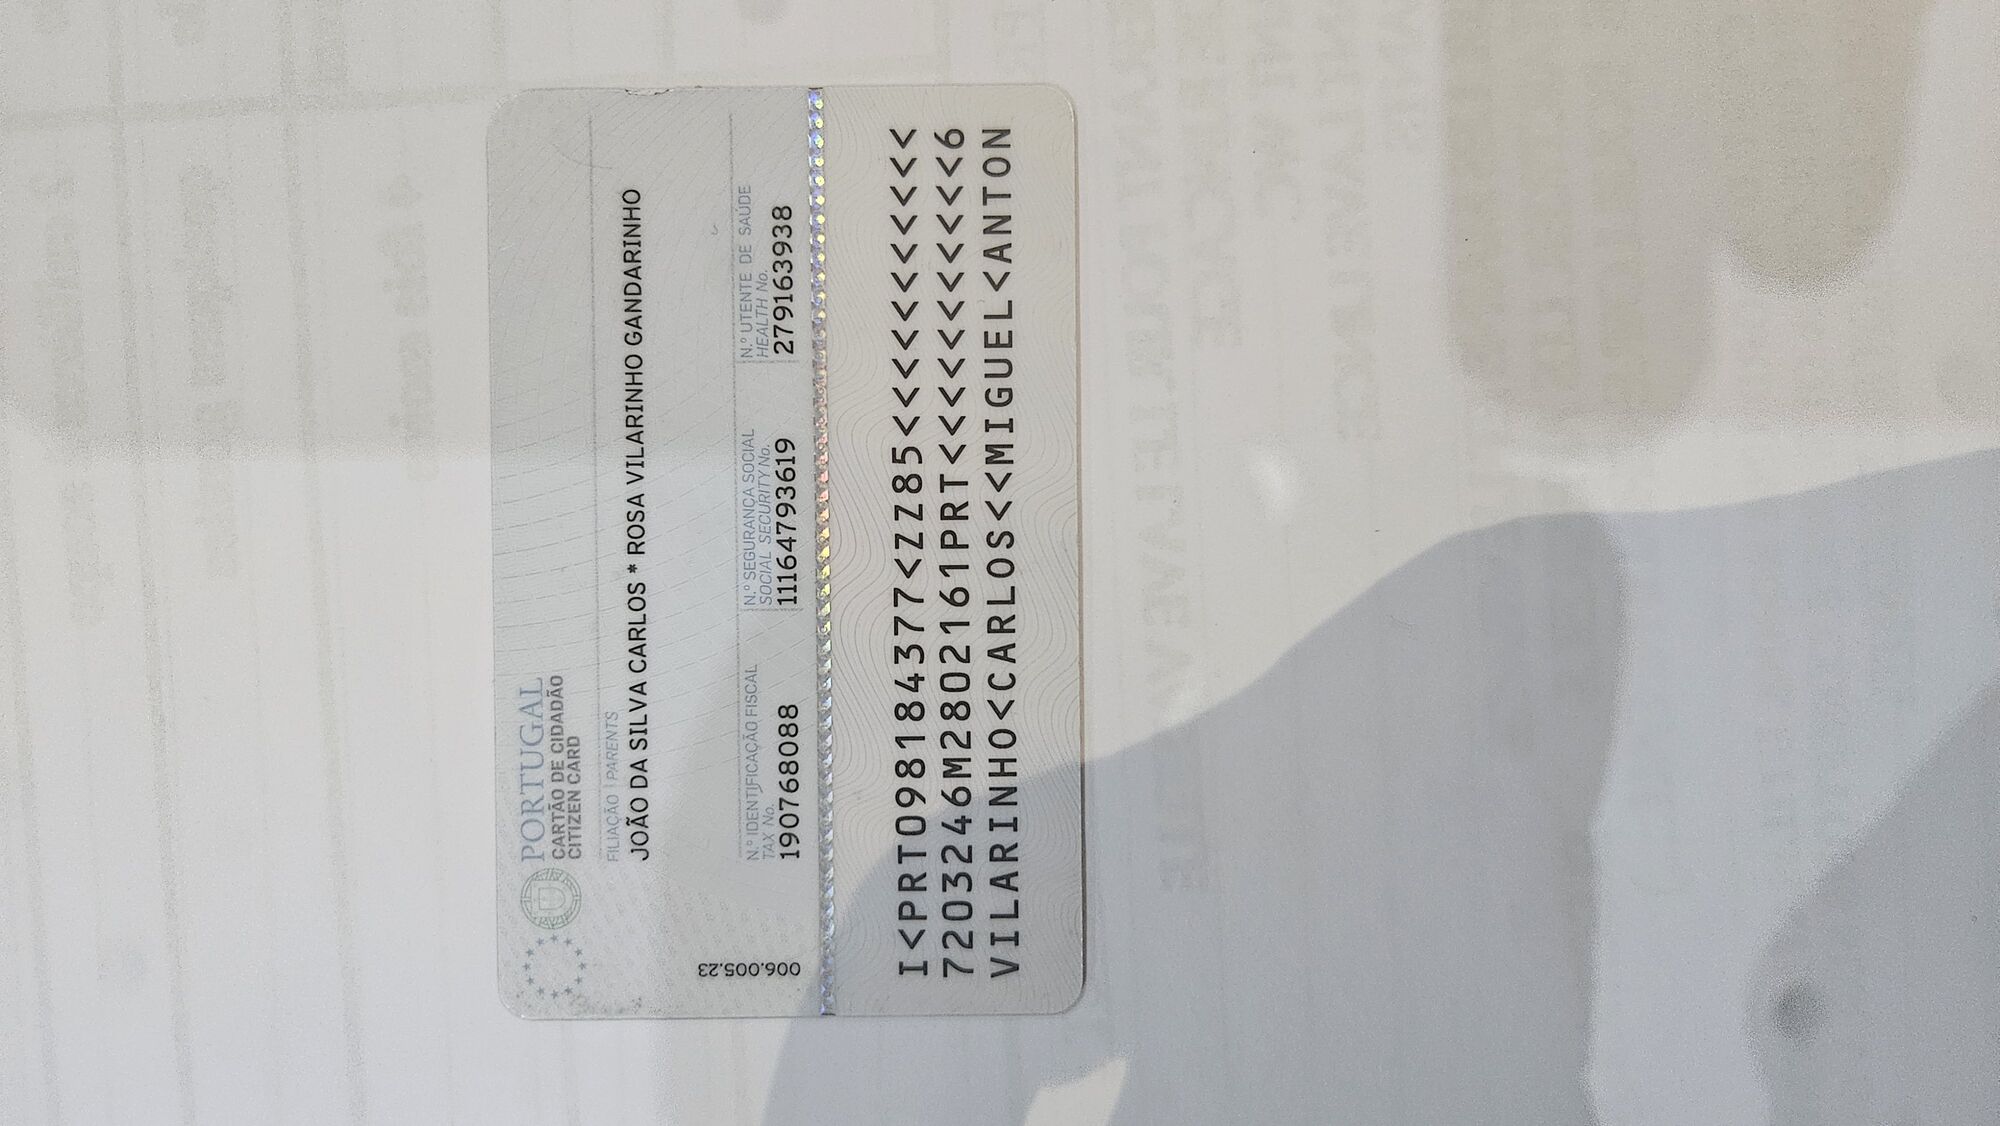 PORTUGAL
CARTÃO DE CIDADÃO
CITIZEN CARD
FILIAÇÃO | PARENTS
JOÃO DA SILVA CARLOS * ROSA VILARINHO GANDARINHO
N.º IDENTIFICAÇÃO FISCAL
TAX No.
190768088
N.º SEGURANÇA SOCIAL
SOCIAL SECURITY No.
11164793619
N.º UTENTE DE SAÚDE
HEALTH No.
279163938
006.005.23
I<PRT098184377<ZZ85<<<<<<<<<<<
7203246M2802161PRT<<<<<<<<<<<6
VILARINHO<CARLOS<<MIGUEL<ANTON